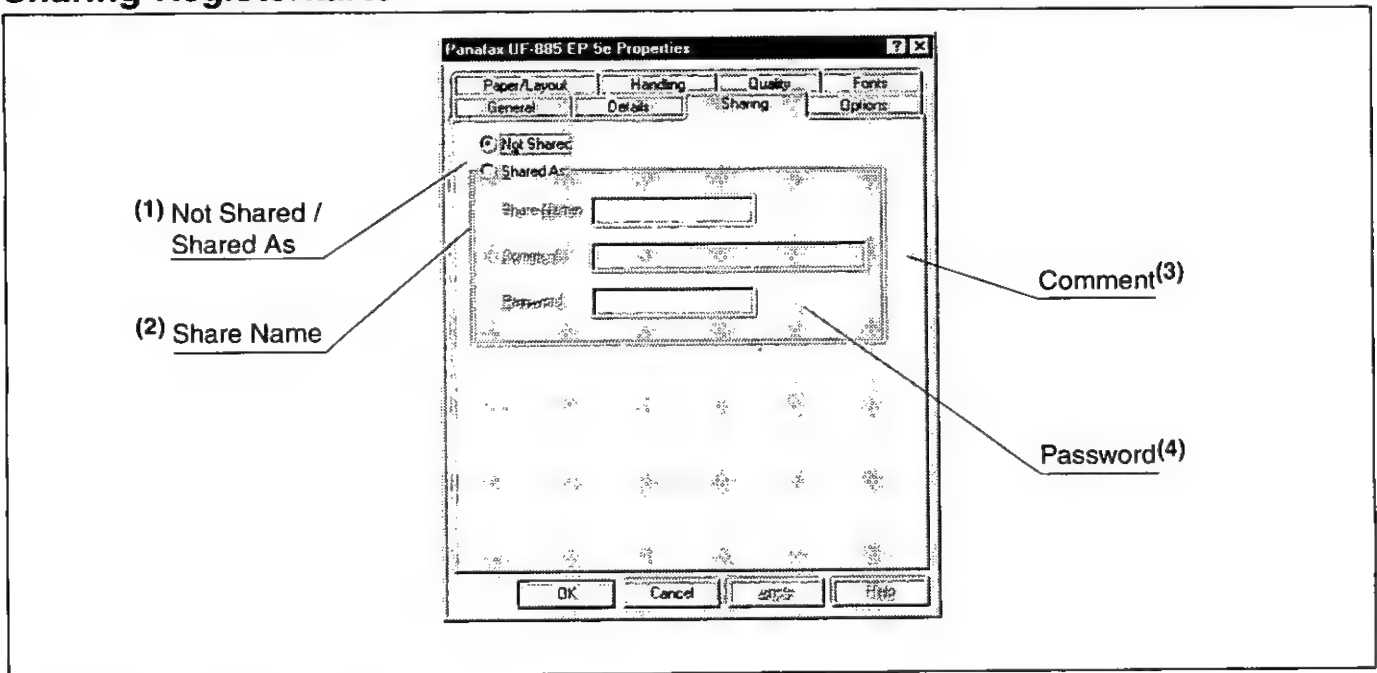 Panafax UF-885 EP 5e Properties
Paper/Layout Handling Quality Fonts
General Details Sharing Options
Not Shared
Shared As
Share Name
Comment
Password
OK Cancel Apply Help
(1) Not Shared /
Shared As
(2) Share Name
Comment(3)
Password(4)